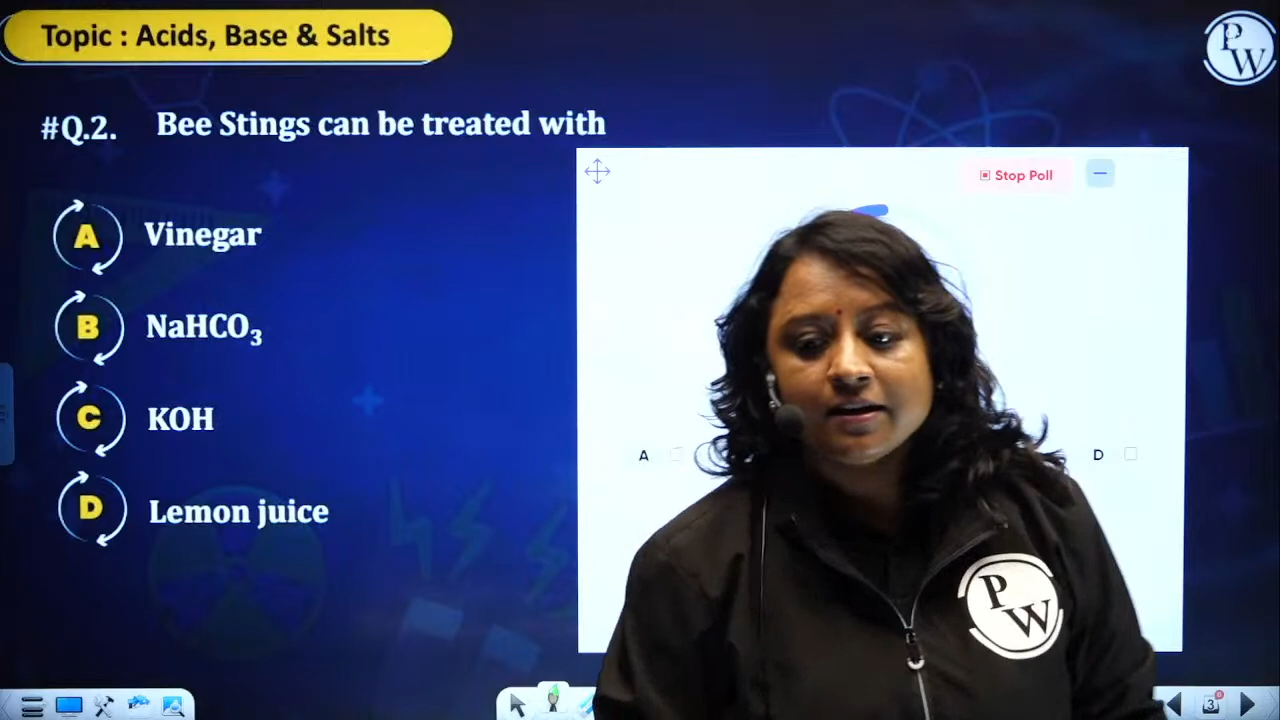 Topic : Acids, Base & Salts
PW
#Q.2. Bee Stings can be treated with
Stop Poll
A Vinegar
B NaHCO₃
C KOH
D Lemon juice
A
D
PW
3